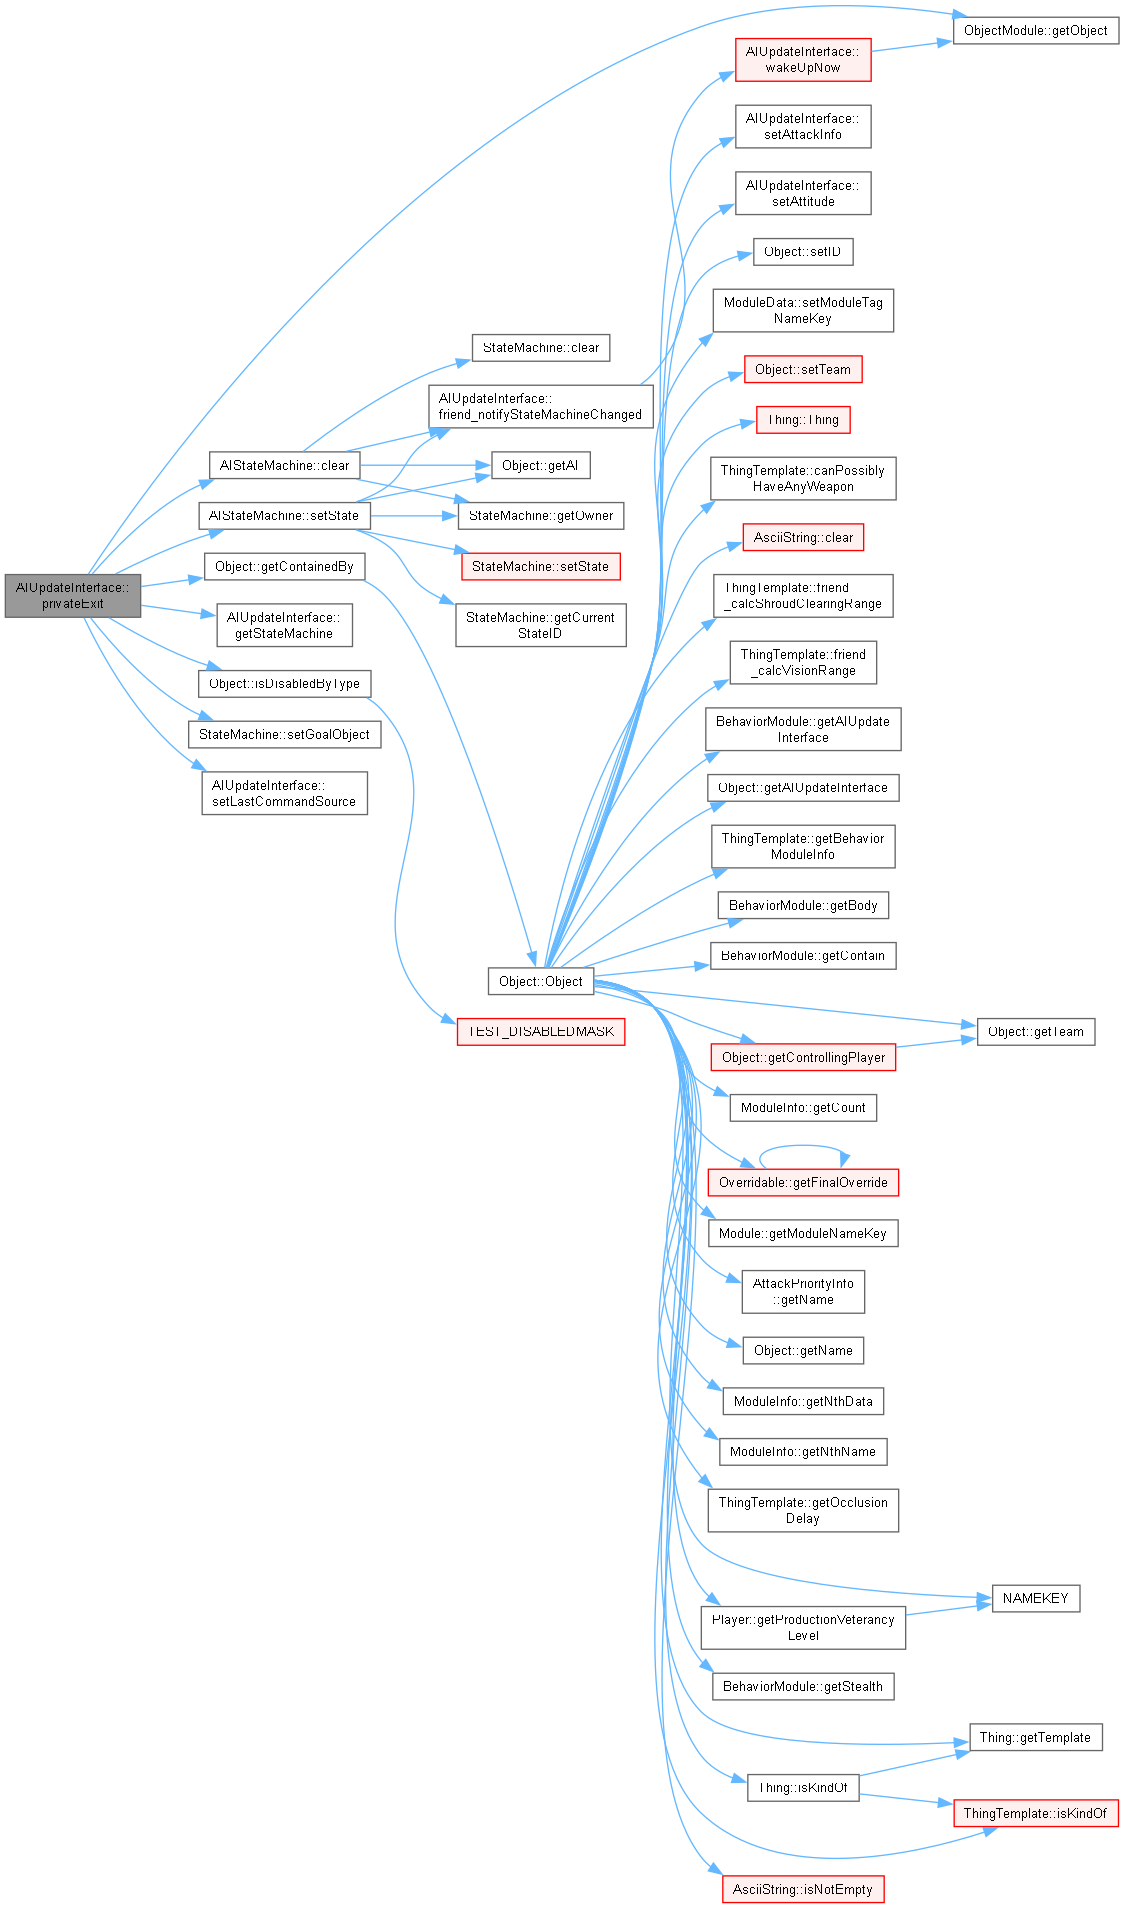 AIUpdateInterface::
privateExit
ObjectModule::getObject
AIStateMachine::clear
AIStateMachine::setState
Object::getContainedBy
AIUpdateInterface::
getStateMachine
Object::isDisabledByType
StateMachine::setGoalObject
AIUpdateInterface::
setLastCommandSource
StateMachine::clear
AIUpdateInterface::
friend_notifyStateMachineChanged
Object::getAI
StateMachine::getOwner
StateMachine::setState
StateMachine::getCurrent
StateID
Object::Object
TEST_DISABLEDMASK
AIUpdateInterface::
wakeUpNow
AIUpdateInterface::
setAttackInfo
AIUpdateInterface::
setAttitude
Object::setID
ModuleData::setModuleTag
NameKey
Object::setTeam
Thing::Thing
ThingTemplate::canPossibly
HaveAnyWeapon
AsciiString::clear
ThingTemplate::friend
_calcShroudClearingRange
ThingTemplate::friend
_calcVisionRange
BehaviorModule::getAIUpdate
Interface
Object::getAIUpdateInterface
ThingTemplate::getBehavior
ModuleInfo
BehaviorModule::getBody
BehaviorModule::getContain
Object::getTeam
Object::getControllingPlayer
ModuleInfo::getCount
Overridable::getFinalOverride
Module::getModuleNameKey
AttackPriorityInfo
::getName
Object::getName
ModuleInfo::getNthData
ModuleInfo::getNthName
ThingTemplate::getOcclusion
Delay
NAMEKEY
Player::getProductionVeterancy
Level
BehaviorModule::getStealth
Thing::getTemplate
Thing::isKindOf
ThingTemplate::isKindOf
AsciiString::isNotEmpty